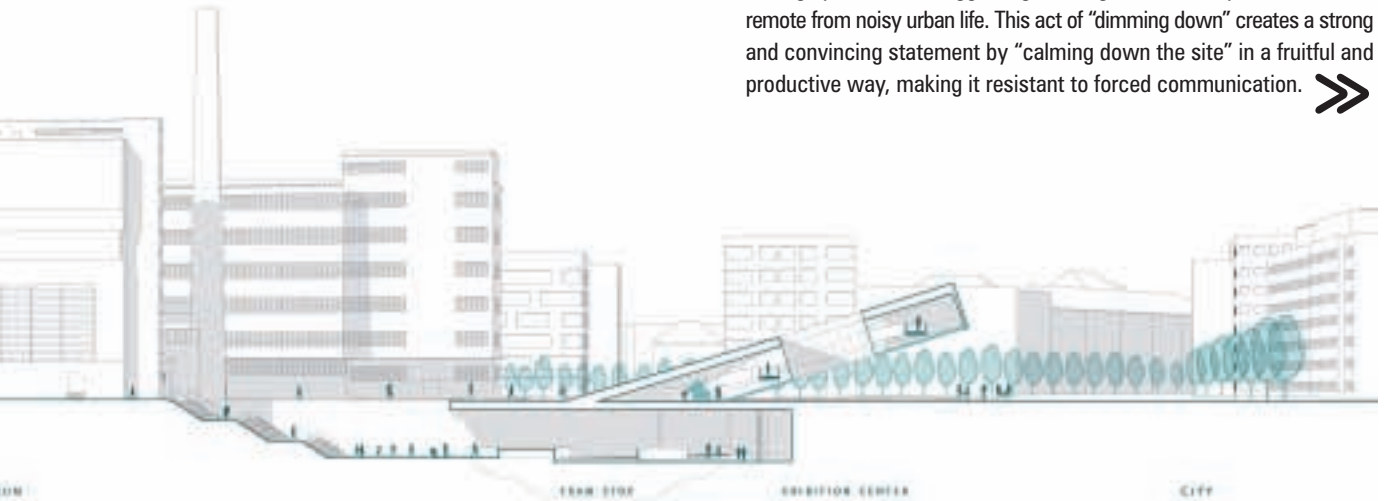 remote from noisy urban life. This act of “dimming down” creates a strong
and convincing statement by “calming down the site” in a fruitful and
productive way, making it resistant to forced communication.
TRAM STOP
EXHIBITION CENTER
CITY